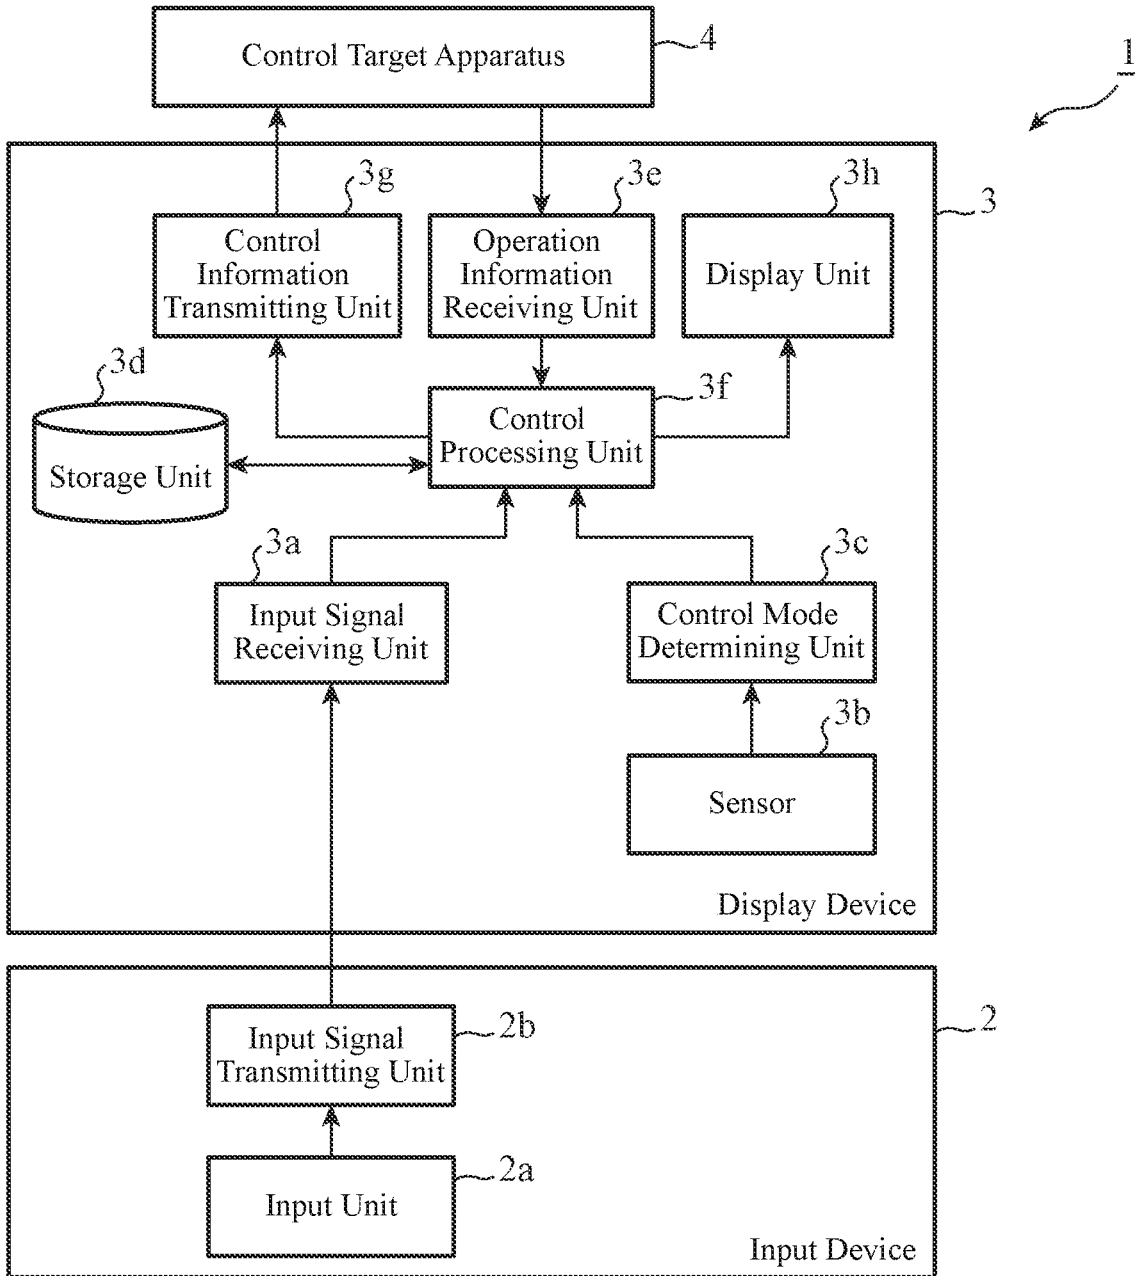 Control Target Apparatus
4
1
3g
3e
3h
3
Control
Information
Transmitting Unit
Operation
Information
Receiving Unit
Display Unit
3d
3f
Storage Unit
Control
Processing Unit
3a
3c
Input Signal
Receiving Unit
Control Mode
Determining Unit
3b
Sensor
Display Device
2b
2
Input Signal
Transmitting Unit
2a
Input Unit
Input Device